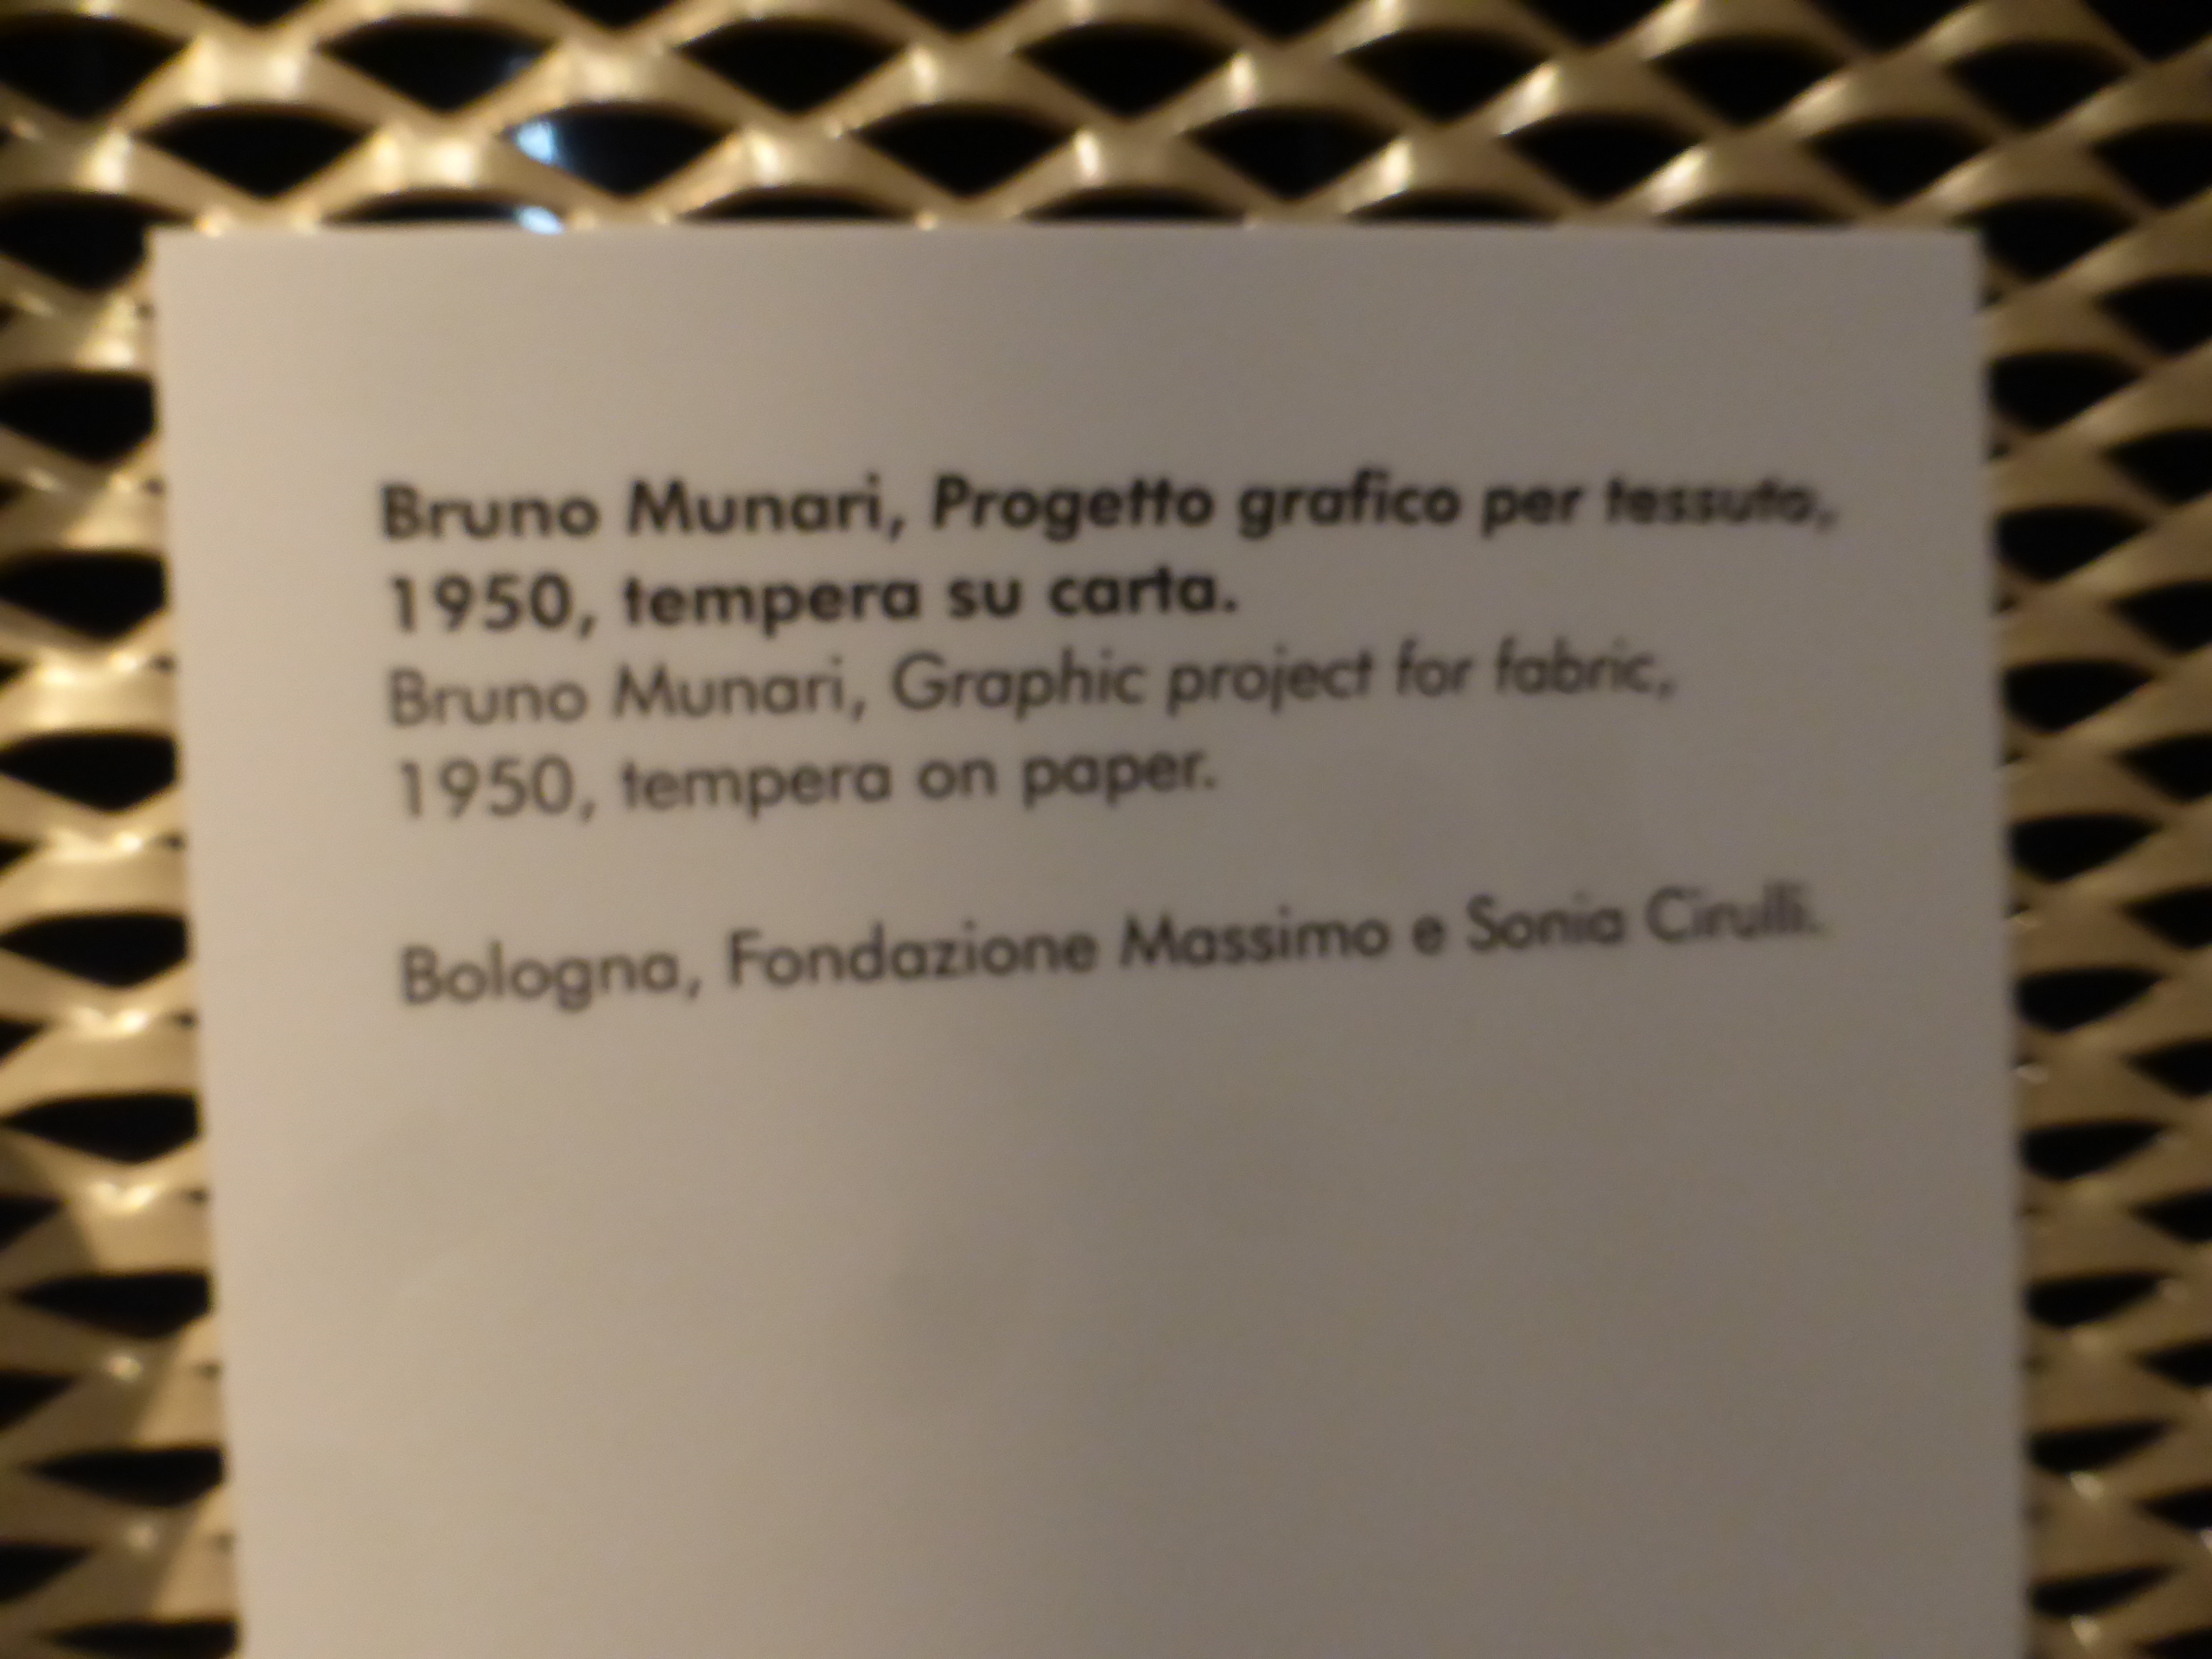 Bruno Munari, Progetto grafico per tessuto,
1950, tempera su carta.
Bruno Munari, Graphic project for fabric,
1950, tempera on paper.
Bologna, Fondazione Massimo e Sonia Cirulli.